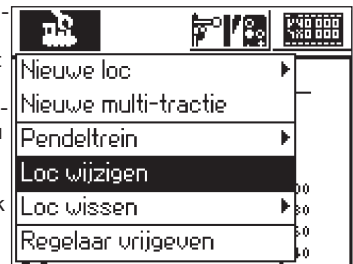 Nieuwe loc
Nieuwe multi-tractie
Pendeltrein
Loc wijzigen
Loc wissen
Regelaar vrijgeven